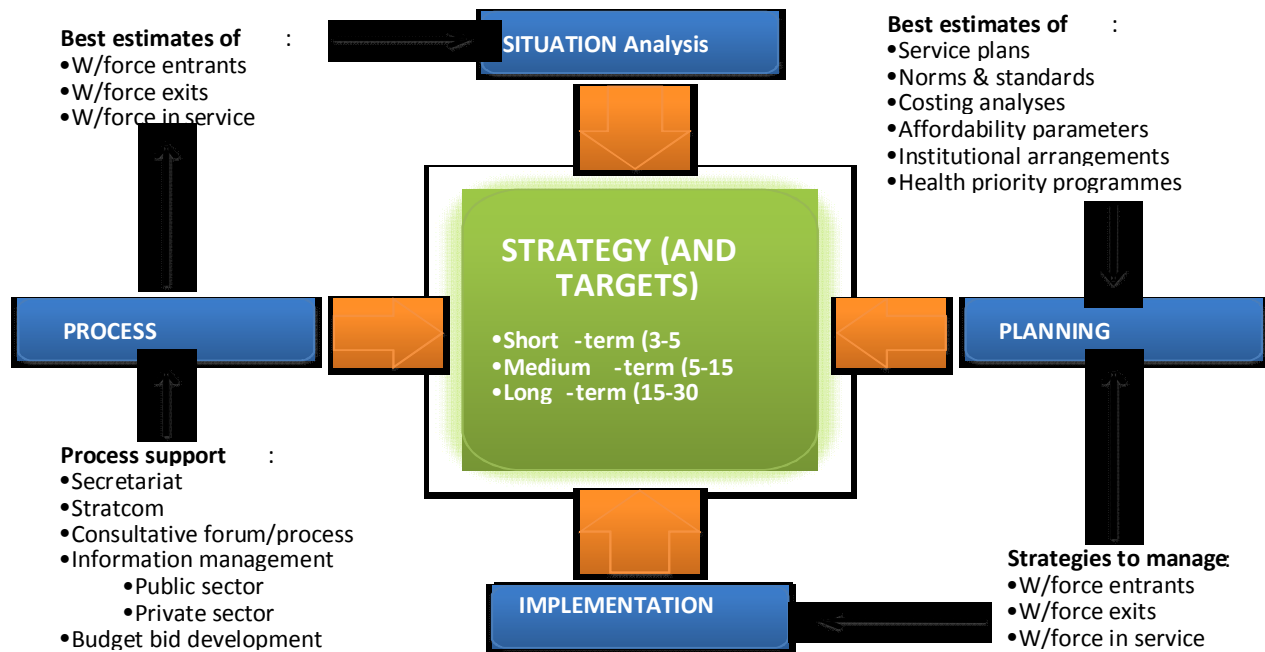 Best estimates of :
•W/force entrants
•W/force exits
•W/force in service
SITUATION Analysis
Best estimates of :
•Service plans
•Norms & standards
•Costing analyses
•Affordability parameters
•Institutional arrangements
•Health priority programmes
STRATEGY (AND
TARGETS)
•Short -term (3-5
•Medium -term (5-15
•Long -term (15-30
PROCESS
PLANNING
Process support :
•Secretariat
•Stratcom
•Consultative forum/process
•Information management
•Public sector
•Private sector
•Budget bid development
IMPLEMENTATION
Strategies to manage:
•W/force entrants
•W/force exits
•W/force in service